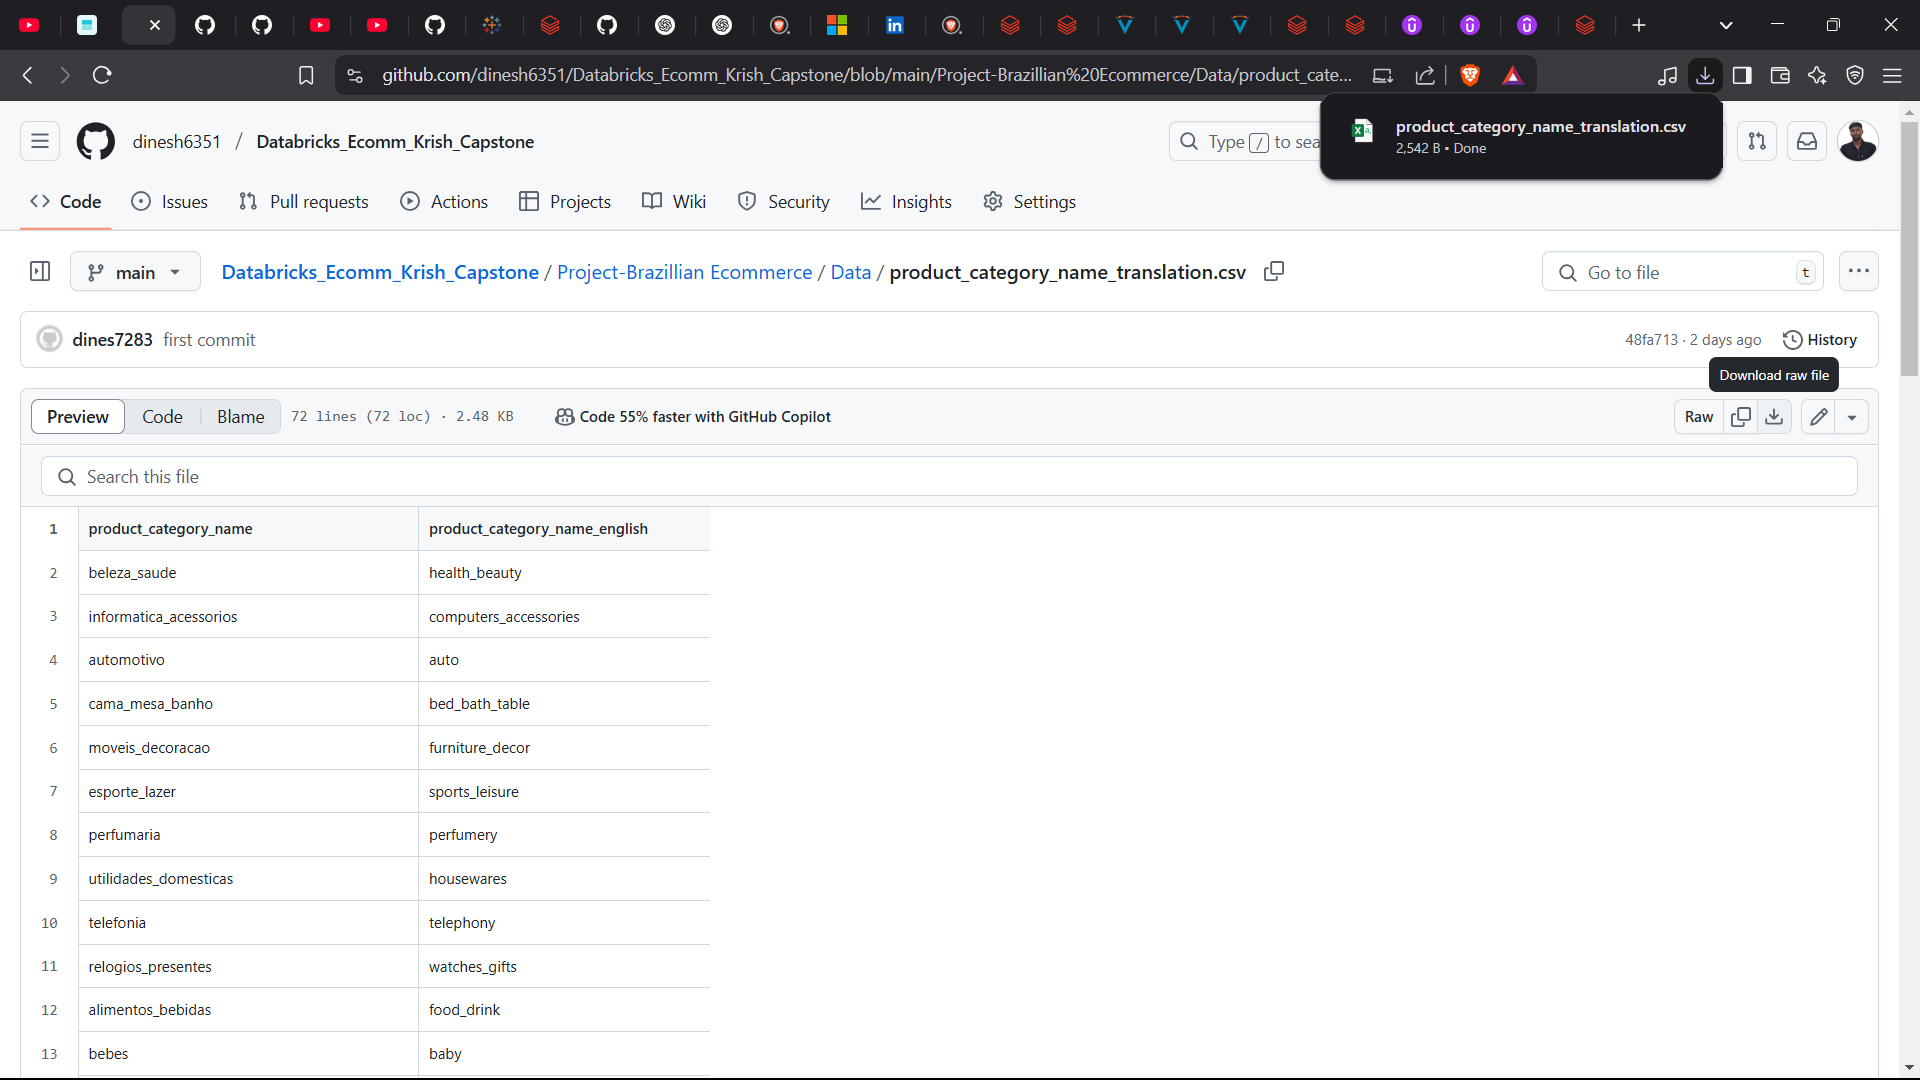 github.com/dinesh6351/Databricks_Ecomm_Krish_Capstone/blob/main/Project-Brazillian%20Ecommerce/Data/product_cate...
product_category_name_translation.csv
2,542 B • Done
dinesh6351 / Databricks_Ecomm_Krish_Capstone
Type / to sea
Code Issues Pull requests Actions Projects Wiki Security Insights Settings
main Databricks_Ecomm_Krish_Capstone / Project-Brazillian Ecommerce / Data / product_category_name_translation.csv Go to file t
dines7283 first commit 48fa713 · 2 days ago History
Download raw file
Preview Code Blame 72 lines (72 loc) · 2.48 KB Code 55% faster with GitHub Copilot Raw
Search this file
1 product_category_name product_category_name_english
2 beleza_saude health_beauty
3 informatica_acessorios computers_accessories
4 automotivo auto
5 cama_mesa_banho bed_bath_table
6 moveis_decoracao furniture_decor
7 esporte_lazer sports_leisure
8 perfumaria perfumery
9 utilidades_domesticas housewares
10 telefonia telephony
11 relogios_presentes watches_gifts
12 alimentos_bebidas food_drink
13 bebes baby